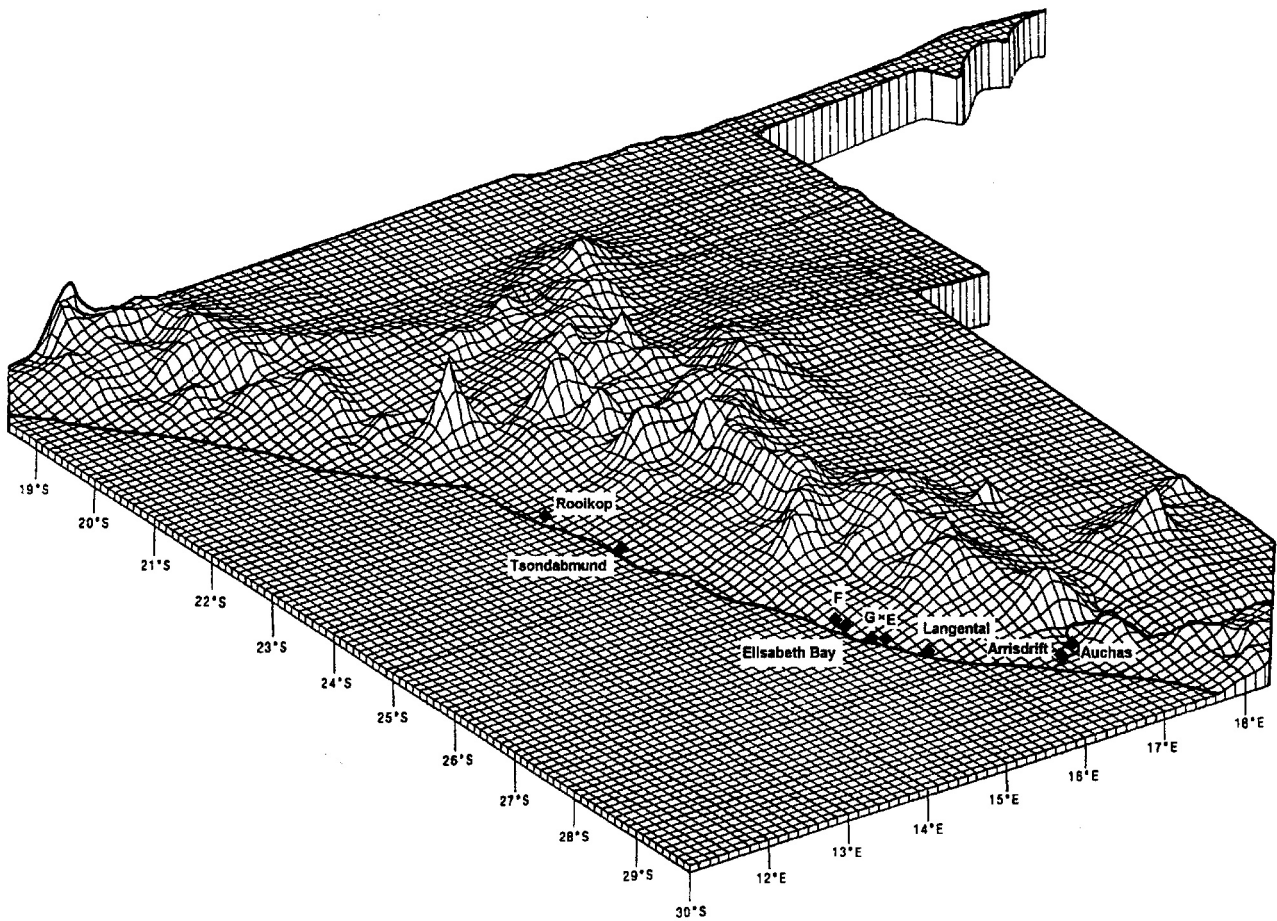 Rooikop
Tsondabmund
F
G E
Elisabeth Bay
Langental
Arrisdrift
Auchas
19°S
20°S
21°S
22°S
23°S
24°S
25°S
26°S
27°S
28°S
29°S
30°S
12°E
13°E
14°E
15°E
16°E
17°E
18°E